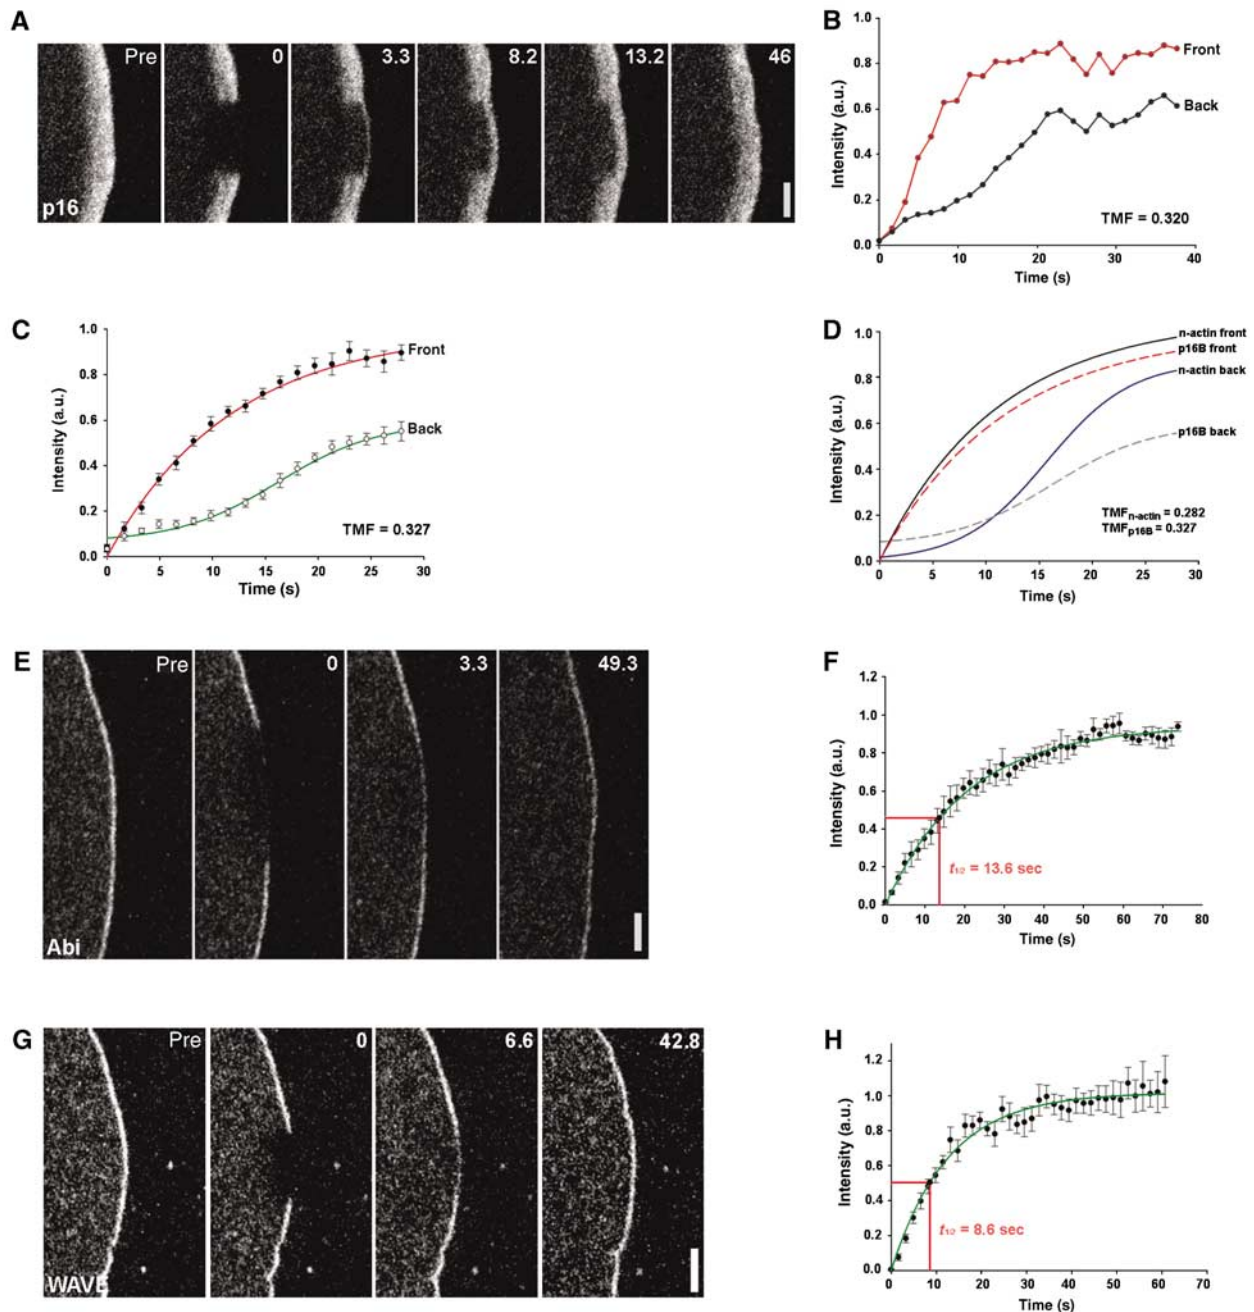 A
Pre
0
3.3
8.2
13.2
46
p16
B
Intensity (a.u.)
1.0
0.8
0.6
0.4
0.2
0.0
Front
Back
TMF = 0.320
0
10
20
30
40
Time (s)
C
Intensity (a.u.)
1.0
0.8
0.6
0.4
0.2
0.0
Front
Back
TMF = 0.327
0
5
10
15
20
25
30
Time (s)
D
Intensity (a.u.)
1.0
0.8
0.6
0.4
0.2
0.0
n-actin front
p16B front
n-actin back
p16B back
TMFn-actin = 0.282
TMFp16B = 0.327
0
5
10
15
20
25
30
Time (s)
E
Pre
0
3.3
49.3
Abi
F
Intensity (a.u.)
1.2
1.0
0.8
0.6
0.4
0.2
0.0
t1/2 = 13.6 sec
0
10
20
30
40
50
60
70
80
Time (s)
G
Pre
0
6.6
42.8
WAVE
H
Intensity (a.u.)
1.2
1.0
0.8
0.6
0.4
0.2
0.0
t1/2 = 8.6 sec
0
10
20
30
40
50
60
70
Time (s)